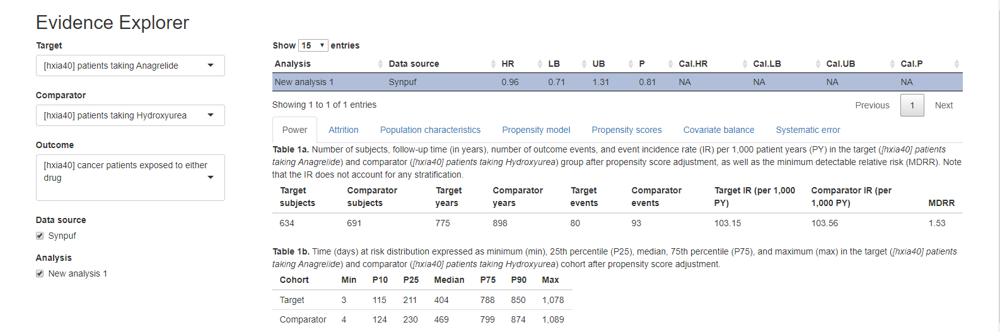 Evidence Explorer
Target
[hxia40] patients taking Anagrelide
Comparator
[hxia40] patients taking Hydroxyurea
Outcome
[hxia40] cancer patients exposed to either
drug
Data source
Synpuf
Analysis
New analysis 1
Show 15 entries
Analysis Data source HR LB UB P Cal.HR Cal.LB Cal.UB Cal.P
New analysis 1 Synpuf 0.96 0.71 1.31 0.81 NA NA NA NA
Showing 1 to 1 of 1 entries
Previous 1 Next
Power Attrition Population characteristics Propensity model Propensity scores Covariate balance Systematic error
Table 1a. Number of subjects, follow-up time (in years), number of outcome events, and event incidence rate (IR) per 1,000 patient years (PY) in the target ([hxia40] patients
taking Anagrelide) and comparator ([hxia40] patients taking Hydroxyurea) group after propensity score adjustment, as well as the minimum detectable relative risk (MDRR). Note
that the IR does not account for any stratification.
Target Comparator Target Comparator Target Comparator Target IR (per 1,000 Comparator IR (per
subjects subjects years years events events PY) 1,000 PY) MDRR
634 691 775 898 80 93 103.15 103.56 1.53
Table 1b. Time (days) at risk distribution expressed as minimum (min), 25th percentile (P25), median, 75th percentile (P75), and maximum (max) in the target ([hxia40] patients
taking Anagrelide) and comparator ([hxia40] patients taking Hydroxyurea) cohort after propensity score adjustment.
Cohort Min P10 P25 Median P75 P90 Max
Target 3 115 211 404 788 850 1,078
Comparator 4 124 230 469 799 874 1,089